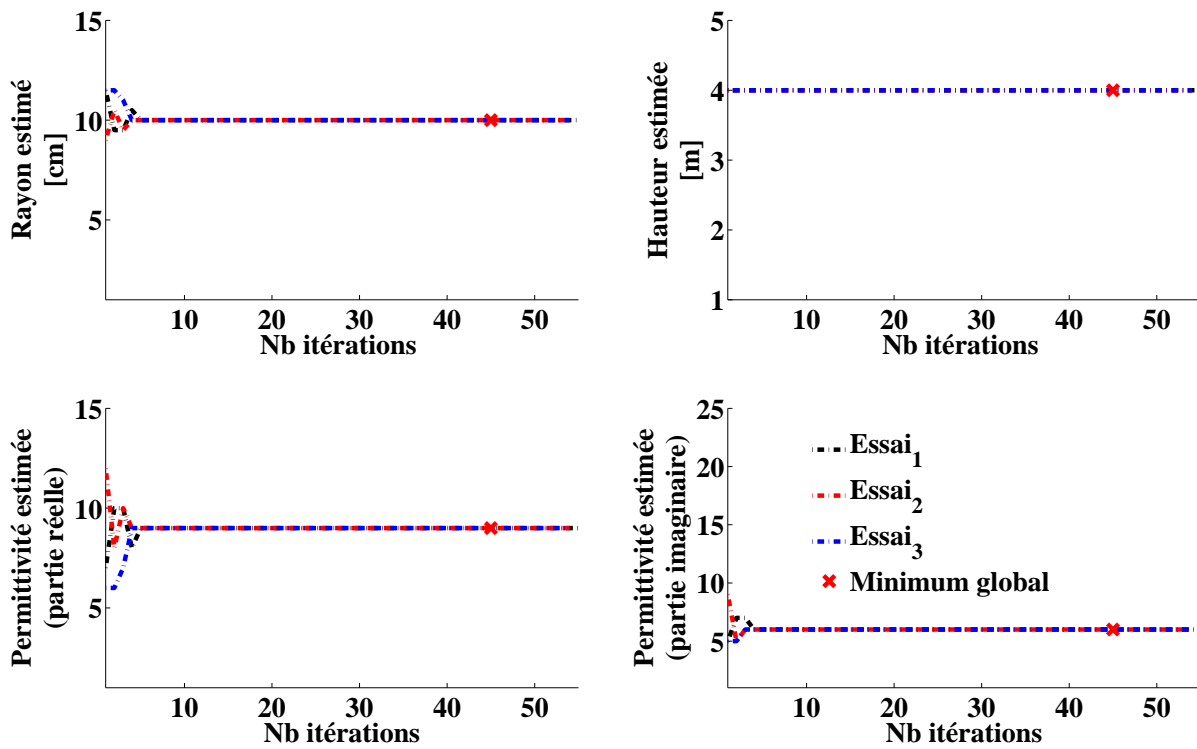 15
10
5
Rayon estimé
[cm]
10 20 30 40 50
Nb itérations
5
4
3
2
1
Hauteur estimée
[m]
10 20 30 40 50
Nb itérations
15
10
5
Permittivité estimée
(partie réelle)
10 20 30 40 50
Nb itérations
25
20
15
10
5
Permittivité estimée
(partie imaginaire)
Essai1
Essai2
Essai3
Minimum global
10 20 30 40 50
Nb itérations